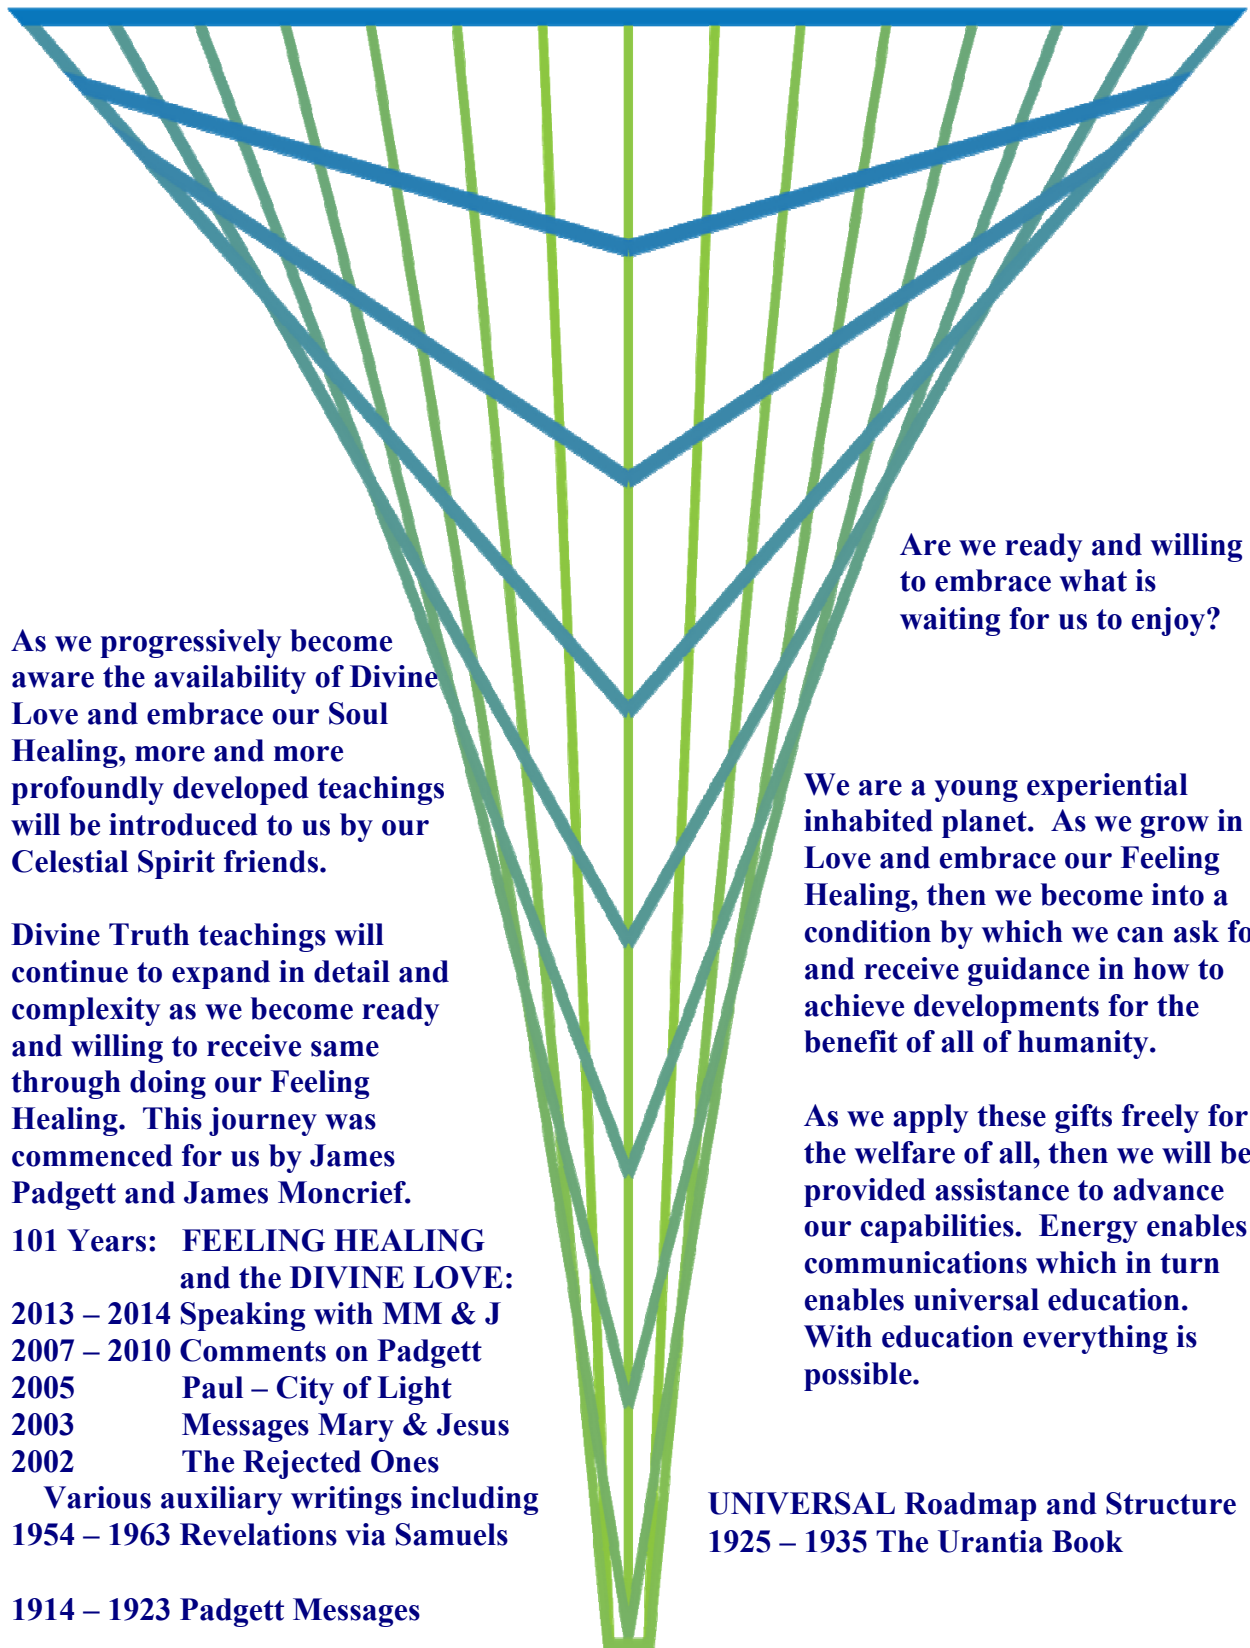 Are we ready and willing
to embrace what is
waiting for us to enjoy?
As we progressively become
aware the availability of Divine
Love and embrace our Soul
Healing, more and more
profoundly developed teachings
will be introduced to us by our
Celestial Spirit friends.
Divine Truth teachings will
continue to expand in detail and
complexity as we become ready
and willing to receive same
through doing our Feeling
Healing.  This journey was
commenced for us by James
Padgett and James Moncrief.
We are a young experiential
inhabited planet.  As we grow in
Love and embrace our Feeling
Healing, then we become into a
condition by which we can ask fo
and receive guidance in how to
achieve developments for the
benefit of all of humanity.
As we apply these gifts freely for
the welfare of all, then we will be
provided assistance to advance
our capabilities.  Energy enables
communications which in turn
enables universal education.
With education everything is
possible.
101 Years:   FEELING HEALING
and the DIVINE LOVE:
2013 – 2014 Speaking with MM & J
2007 – 2010 Comments on Padgett
2005 Paul – City of Light
2003 Messages Mary & Jesus
2002 The Rejected Ones
Various auxiliary writings including
1954 – 1963 Revelations via Samuels
1914 – 1923 Padgett Messages
UNIVERSAL Roadmap and Structure
1925 – 1935 The Urantia Book